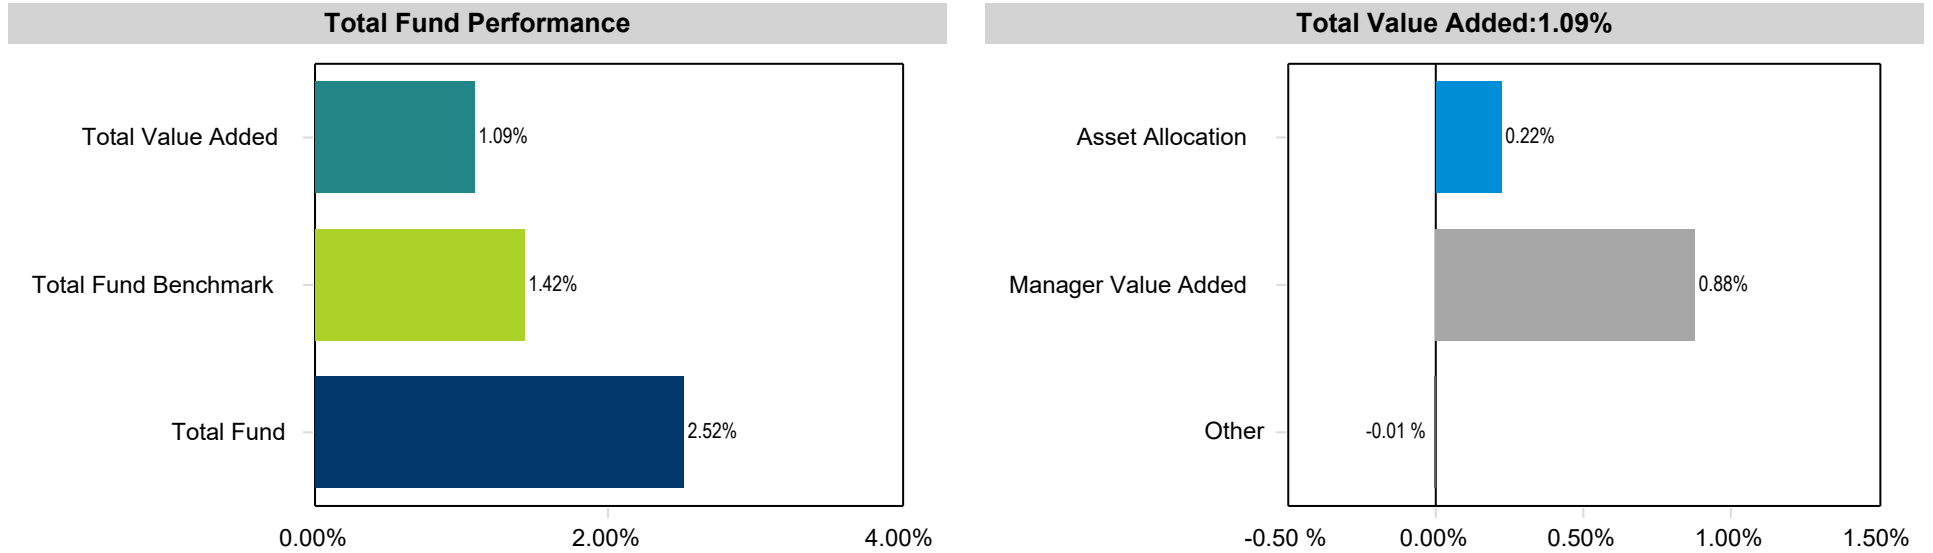 Total Fund Performance
Total Value Added
1.09%
Total Fund Benchmark
1.42%
Total Fund
2.52%
0.00%
2.00%
4.00%
Total Value Added:1.09%
Asset Allocation
0.22%
Manager Value Added
0.88%
Other
-0.01 %
-0.50 %
0.00%
0.50%
1.00%
1.50%